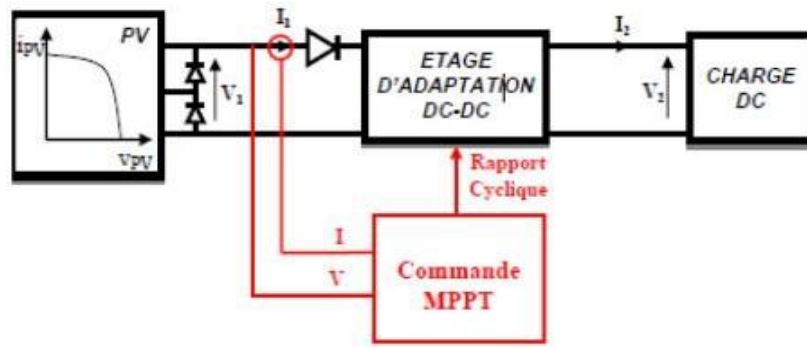 PV
iPV
vPV
V1
I1
ETAGE
D'ADAPTATION
DC-DC
I2
V2
CHARGE
DC
Rapport
Cyclique
I
V
Commande
MPPT